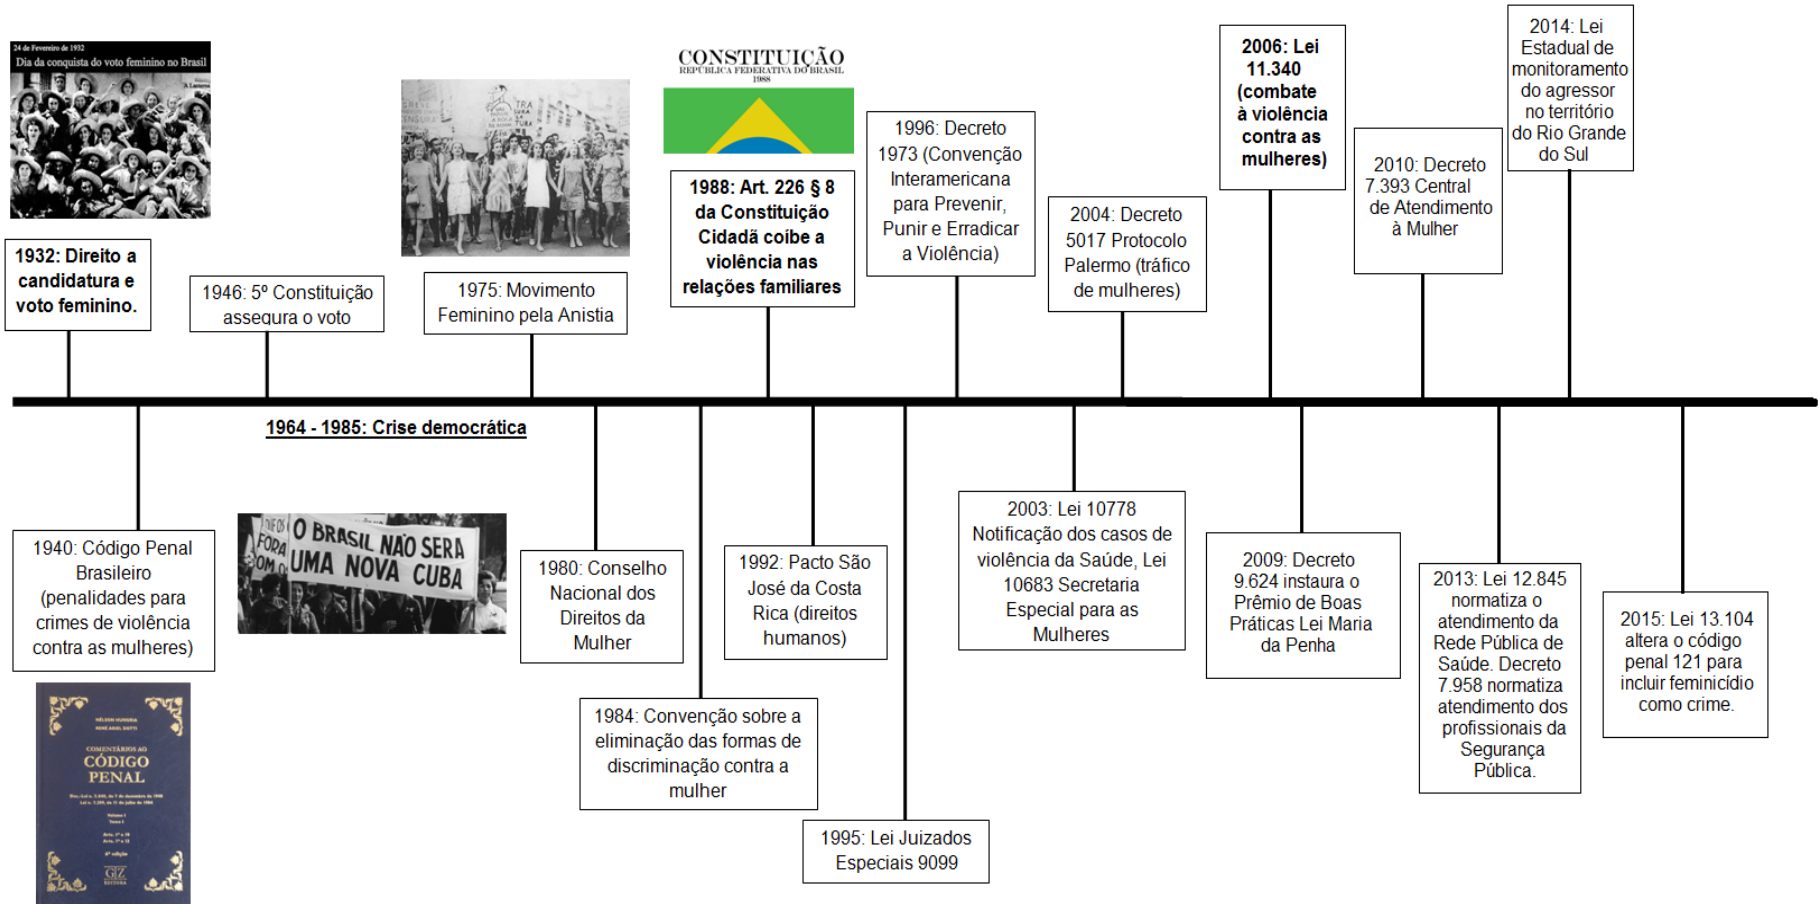 24 de Fevereiro de 1932
Dia da conquista do voto feminino no Brasil
1932: Direito a
candidatura e
voto feminino.
1946: 5º Constituição
assegura o voto
1975: Movimento
Feminino pela Anistia
CONSTITUIÇÃO
REPÚBLICA FEDERATIVA DO BRASIL
1988
1988: Art. 226 § 8
da Constituição
Cidadã coíbe a
violência nas
relações familiares
1996: Decreto
1973 (Convenção
Interamericana
para Prevenir,
Punir e Erradicar
a Violência)
2004: Decreto
5017 Protocolo
Palermo (tráfico
de mulheres)
2006: Lei
11.340
(combate
à violência
contra as
mulheres)
2010: Decreto
7.393 Central
de Atendimento
à Mulher
2014: Lei
Estadual de
monitoramento
do agressor
no território
do Rio Grande
do Sul
1964 - 1985: Crise democrática
1940: Código Penal
Brasileiro
(penalidades para
crimes de violência
contra as mulheres)
COMENTÁRIOS AO
CÓDIGO
PENAL
GZ
EDITORA
O BRASIL NÃO SERA
UMA NOVA CUBA
FORA
1980: Conselho
Nacional dos
Direitos da
Mulher
1984: Convenção sobre a
eliminação das formas de
discriminação contra a
mulher
1992: Pacto São
José da Costa
Rica (direitos
humanos)
1995: Lei Juizados
Especiais 9099
2003: Lei 10778
Notificação dos casos de
violência da Saúde, Lei
10683 Secretaria
Especial para as
Mulheres
2009: Decreto
9.624 instaura o
Prêmio de Boas
Práticas Lei Maria
da Penha
2013: Lei 12.845
normatiza o
atendimento da
Rede Pública de
Saúde. Decreto
7.958 normatiza
atendimento dos
profissionais da
Segurança
Pública.
2015: Lei 13.104
altera o código
penal 121 para
incluir feminicídio
como crime.